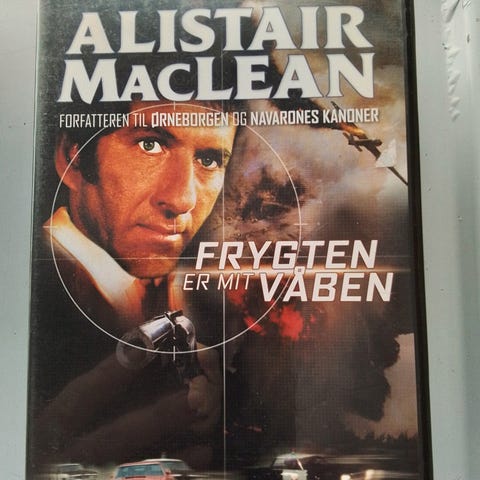 ALISTAIR
MACLEAN
FORFATTEREN TIL ØRNEBORGEN OG NAVARONES KANONER
FRYGTEN
ER MIT VÅBEN